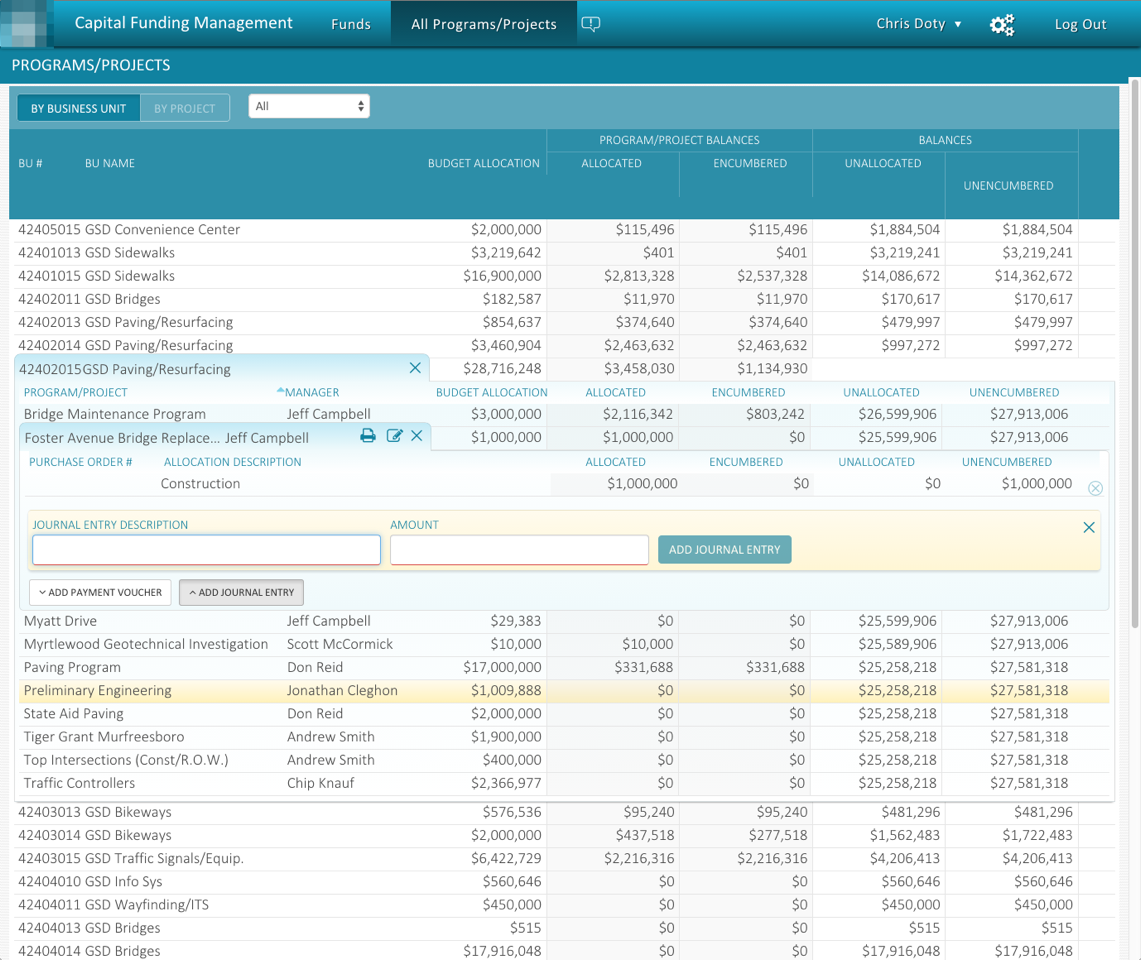 Capital Funding Management Funds All Programs/Projects Chris Doty Log Out
PROGRAMS/PROJECTS
BY BUSINESS UNIT BY PROJECT All
PROGRAM/PROJECT BALANCES BALANCES
BU # BU NAME BUDGET ALLOCATION ALLOCATED ENCUMBERED UNALLOCATED
UNENCUMBERED
42405015 GSD Convenience Center $2,000,000 $115,496 $115,496 $1,884,504 $1,884,504
42401013 GSD Sidewalks $3,219,642 $401 $401 $3,219,241 $3,219,241
42401015 GSD Sidewalks $16,900,000 $2,813,328 $2,537,328 $14,086,672 $14,362,672
42402011 GSD Bridges $182,587 $11,970 $11,970 $170,617 $170,617
42402013 GSD Paving/Resurfacing $854,637 $374,640 $374,640 $479,997 $479,997
42402014 GSD Paving/Resurfacing $3,460,904 $2,463,632 $2,463,632 $997,272 $997,272
42402015GSD Paving/Resurfacing $28,716,248 $3,458,030 $1,134,930
PROGRAM/PROJECT MANAGER BUDGET ALLOCATION ALLOCATED ENCUMBERED UNALLOCATED UNENCUMBERED
Bridge Maintenance Program Jeff Campbell $3,000,000 $2,116,342 $803,242 $26,599,906 $27,913,006
Foster Avenue Bridge Replace... Jeff Campbell $1,000,000 $1,000,000 $0 $25,599,906 $27,913,006
PURCHASE ORDER # ALLOCATION DESCRIPTION ALLOCATED ENCUMBERED UNALLOCATED UNENCUMBERED
Construction $1,000,000 $0 $0 $1,000,000
JOURNAL ENTRY DESCRIPTION AMOUNT
ADD JOURNAL ENTRY
ADD PAYMENT VOUCHER ADD JOURNAL ENTRY
Myatt Drive Jeff Campbell $29,383 $0 $0 $25,599,906 $27,913,006
Myrtlewood Geotechnical Investigation Scott McCormick $10,000 $10,000 $0 $25,589,906 $27,913,006
Paving Program Don Reid $17,000,000 $331,688 $331,688 $25,258,218 $27,581,318
Preliminary Engineering Jonathan Cleghon $1,009,888 $0 $0 $25,258,218 $27,581,318
State Aid Paving Don Reid $2,000,000 $0 $0 $25,258,218 $27,581,318
Tiger Grant Murfreesboro Andrew Smith $1,900,000 $0 $0 $25,258,218 $27,581,318
Top Intersections (Const/R.O.W.) Andrew Smith $400,000 $0 $0 $25,258,218 $27,581,318
Traffic Controllers Chip Knauf $2,366,977 $0 $0 $25,258,218 $27,581,318
42403013 GSD Bikeways $576,536 $95,240 $95,240 $481,296 $481,296
42403014 GSD Bikeways $2,000,000 $437,518 $277,518 $1,562,483 $1,722,483
42403015 GSD Traffic Signals/Equip. $6,422,729 $2,216,316 $2,216,316 $4,206,413 $4,206,413
42404010 GSD Info Sys $560,646 $0 $0 $560,646 $560,646
42404011 GSD Wayfinding/ITS $450,000 $0 $0 $450,000 $450,000
42404013 GSD Bridges $515 $0 $0 $515 $515
42404014 GSD Bridges $17,916,048 $0 $0 $17,916,048 $17,916,048